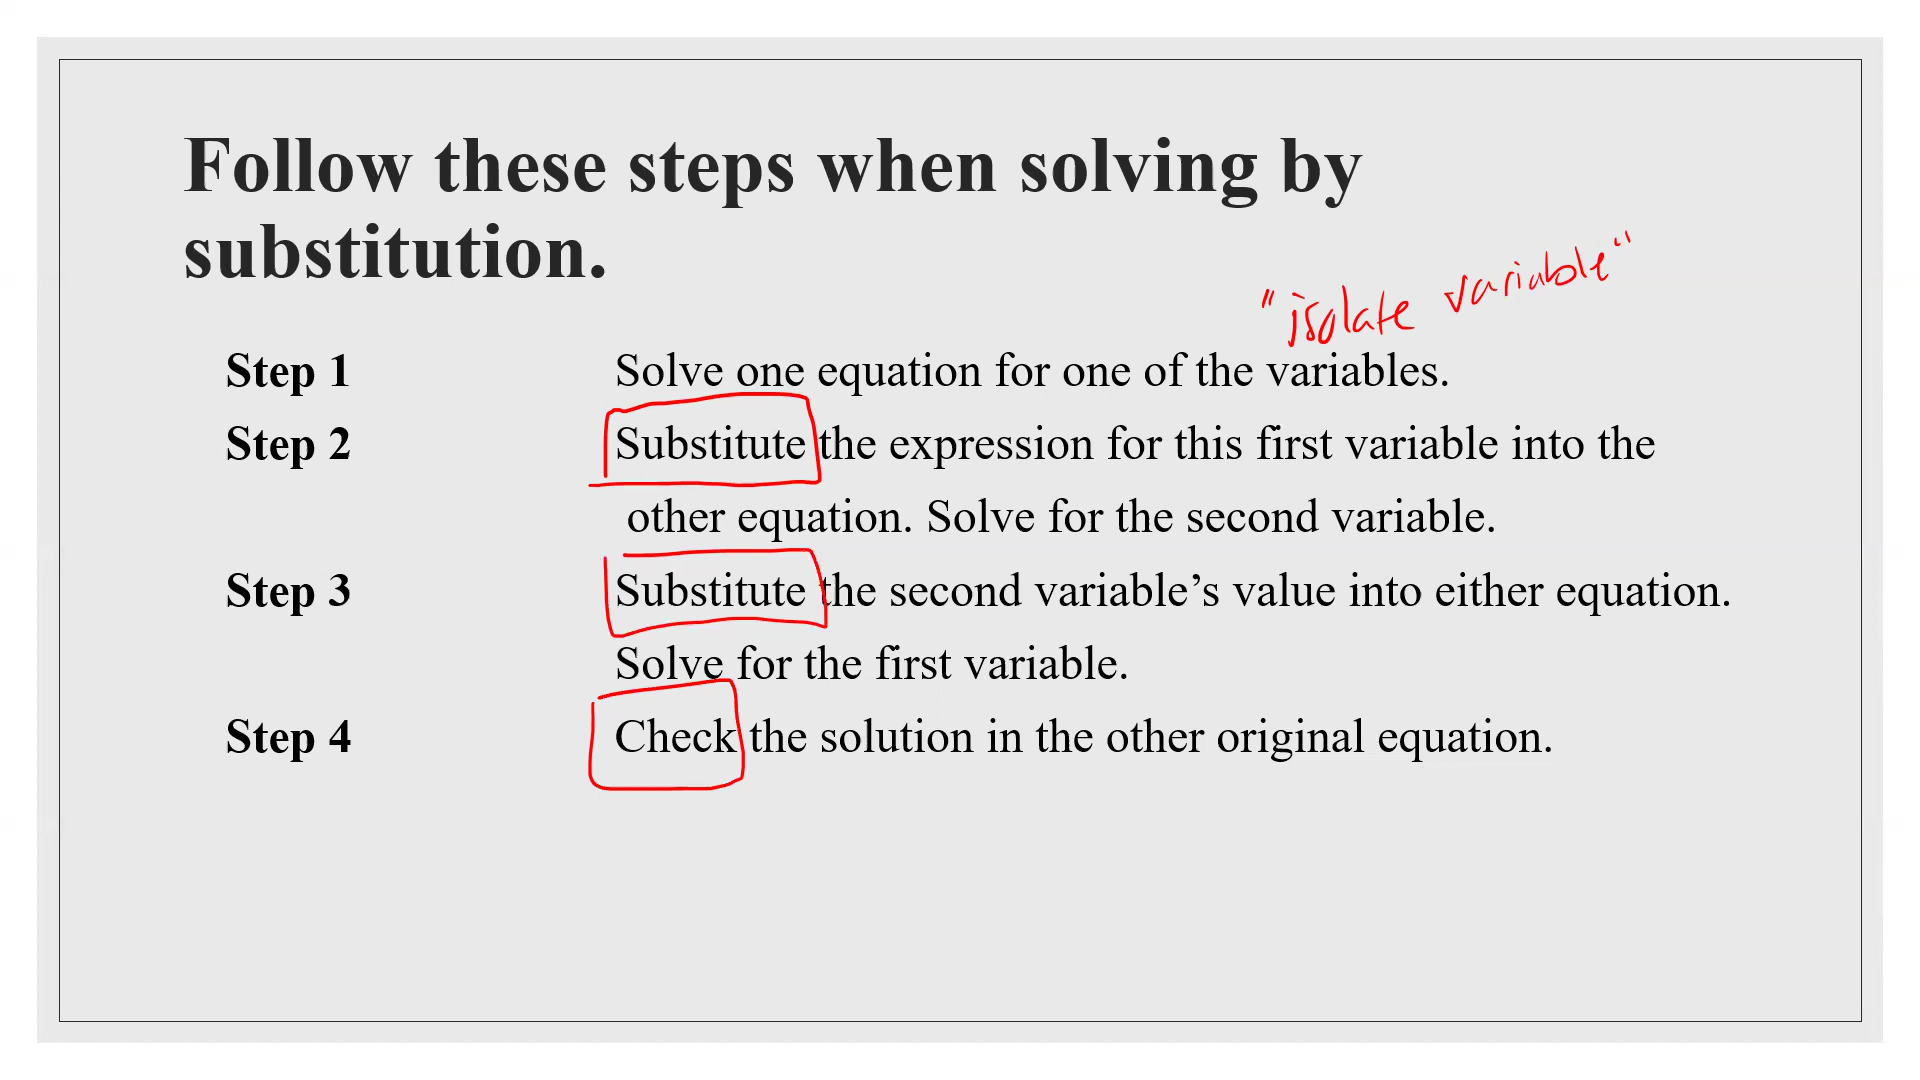 Follow these steps when solving by
substitution.
"isolate variable"
Step 1 Solve one equation for one of the variables.
Step 2 Substitute the expression for this first variable into the
other equation. Solve for the second variable.
Step 3 Substitute the second variable’s value into either equation.
Solve for the first variable.
Step 4 Check the solution in the other original equation.